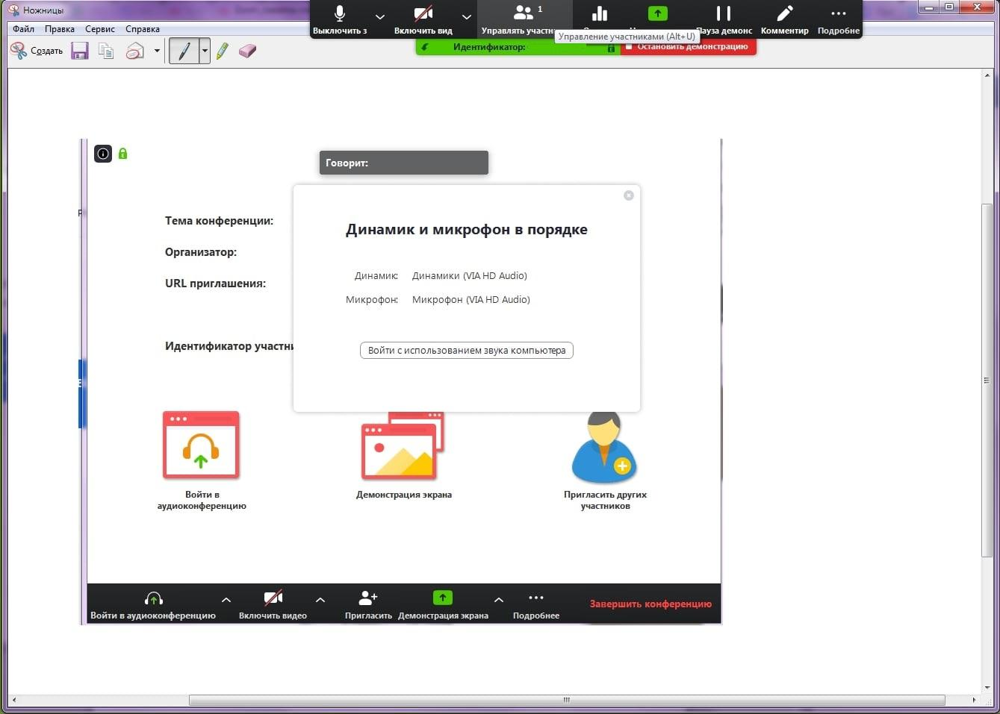 Ножницы
Файл Правка Сервис Справка
Создать
Выключить з
Включить вид
Управлять участн
1
Пауза демонс
Комментир
Подробне
Управление участниками (Alt+U)
Идентификатор:
Остановить демонстрацию
Говорит:
Тема конференции:
Организатор:
URL приглашения:
Идентификатор участни
Динамик и микрофон в порядке
Динамик: Динамики (VIA HD Audio)
Микрофон: Микрофон (VIA HD Audio)
Войти с использованием звука компьютера
Войти в
аудиоконференцию
Демонстрация экрана
Пригласить других
участников
Войти в аудиоконференцию
Включить видео
Пригласить
Демонстрация экрана
Подробнее
Завершить конференцию